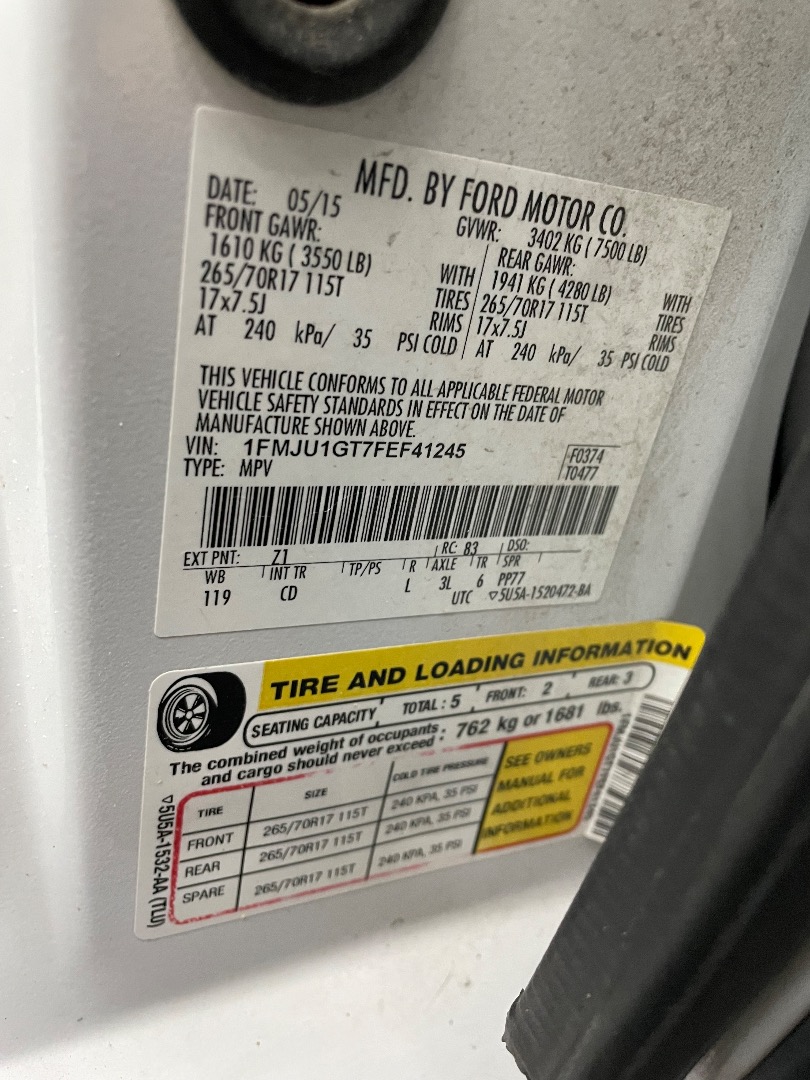 MFD. BY FORD MOTOR CO.
DATE: 05/15 GVWR: 3402 KG ( 7500 LB)
FRONT GAWR: REAR GAWR:
1610 KG ( 3550 LB) WITH 1941 KG ( 4280 LB) WITH
265/70R17 115T TIRES 265/70R17 115T TIRES
17x7.5J RIMS 17x7.5J RIMS
AT 240 kPa/ 35 PSI COLD AT 240 kPa/ 35 PSI COLD
THIS VEHICLE CONFORMS TO ALL APPLICABLE FEDERAL MOTOR
VEHICLE SAFETY STANDARDS IN EFFECT ON THE DATE OF
MANUFACTURE SHOWN ABOVE.
VIN: 1FMJU1GT7FEF41245 F0374
TYPE: MPV T0477
EXT PNT: Z1 RC: 83 DSO:
WB INT TR TP/PS R AXLE TR SPR
119 CD L 3L 6 PP77
UTC ▽5U5A-1520472-BA
TIRE AND LOADING INFORMATION
SEATING CAPACITY TOTAL : 5 FRONT: 2 REAR: 3
The combined weight of occupants : 762 kg or 1681 lbs.
and cargo should never exceed
TIRE SIZE COLD TIRE PRESSURE
FRONT 265/70R17 115T 240 KPA, 35 PSI
REAR 265/70R17 115T 240 KPA, 35 PSI
SPARE 265/70R17 115T 240 KPA, 35 PSI
SEE OWNERS
MANUAL FOR
ADDITIONAL
INFORMATION
▽5U5A-1532-AA (TLU)